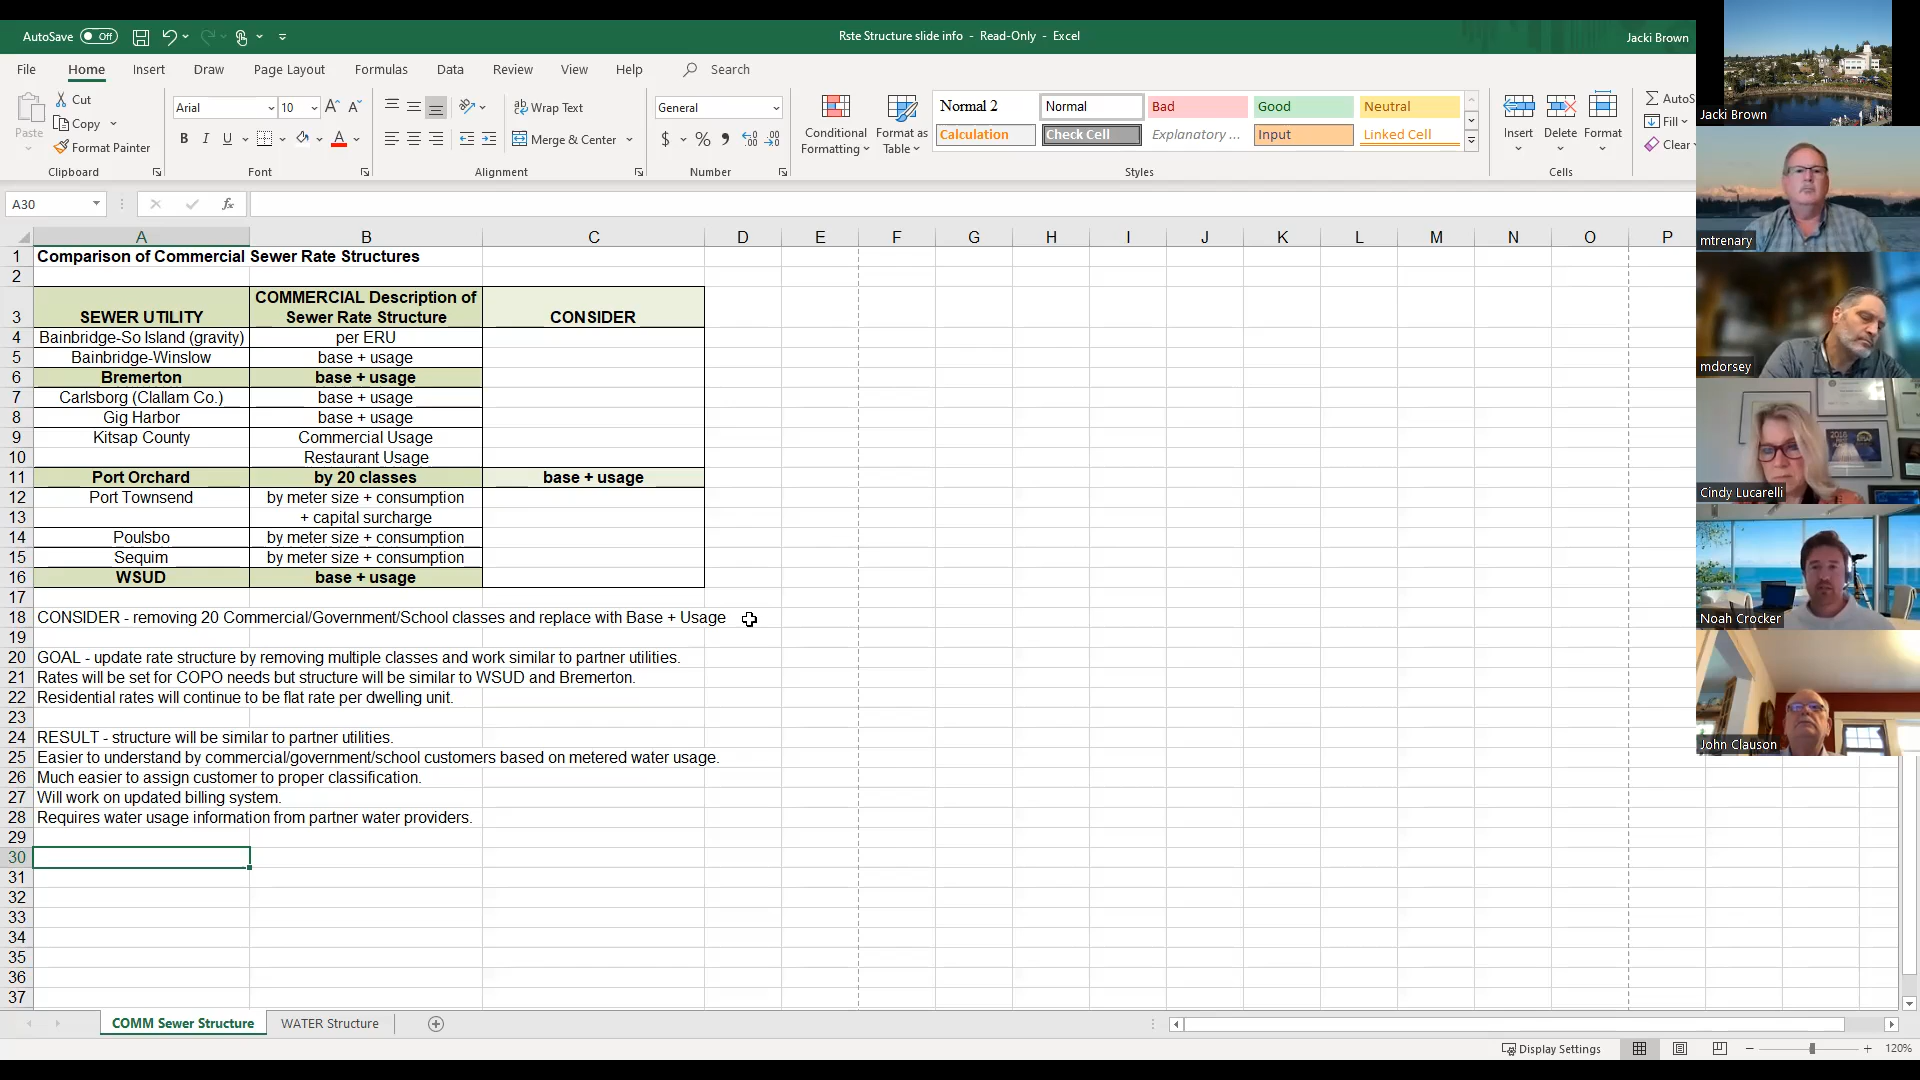 AutoSave Off
Rste Structure slide info - Read-Only - Excel
Jacki Brown
File Home Insert Draw Page Layout Formulas Data Review View Help Search
Paste
Cut
Copy
Format Painter
Clipboard
Arial 10
B I U
Font
Wrap Text
Merge & Center
Alignment
General
$ %
Number
Conditional Formatting
Format as Table
Normal 2 Normal Bad Good Neutral
Calculation Check Cell Explanatory ... Input Linked Cell
Styles
Insert Delete Format
Cells
AutoS
Fill
Clear
A30
fx
A B C D E F G H I J K L M N O P
1 Comparison of Commercial Sewer Rate Structures
2
3 SEWER UTILITY COMMERCIAL Description of Sewer Rate Structure CONSIDER
4 Bainbridge-So Island (gravity) per ERU
5 Bainbridge-Winslow base + usage
6 Bremerton base + usage
7 Carlsborg (Clallam Co.) base + usage
8 Gig Harbor base + usage
9 Kitsap County Commercial Usage
10 Restaurant Usage
11 Port Orchard by 20 classes base + usage
12 Port Townsend by meter size + consumption
13 + capital surcharge
14 Poulsbo by meter size + consumption
15 Sequim by meter size + consumption
16 WSUD base + usage
17
18 CONSIDER - removing 20 Commercial/Government/School classes and replace with Base + Usage
19
20 GOAL - update rate structure by removing multiple classes and work similar to partner utilities.
21 Rates will be set for COPO needs but structure will be similar to WSUD and Bremerton.
22 Residential rates will continue to be flat rate per dwelling unit.
23
24 RESULT - structure will be similar to partner utilities.
25 Easier to understand by commercial/government/school customers based on metered water usage.
26 Much easier to assign customer to proper classification.
27 Will work on updated billing system.
28 Requires water usage information from partner water providers.
29
30
31
32
33
34
35
36
37
COMM Sewer Structure WATER Structure
Display Settings
120%
Jacki Brown
mtrenary
mdorsey
Cindy Lucarelli
Noah Crocker
John Clauson